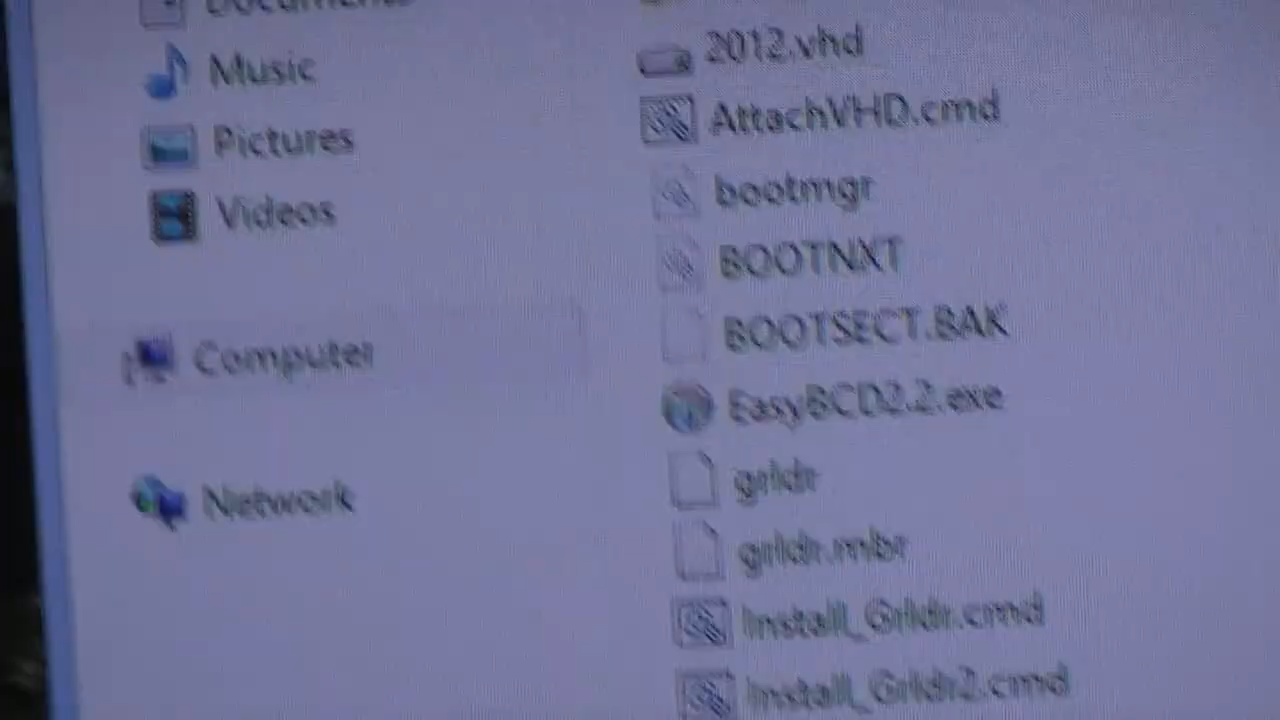 Documents
Music
Pictures
Videos
Computer
Network
2012.vhd
AttachVHD.cmd
bootmgr
BOOTNXT
BOOTSECT.BAK
EasyBCD2.2.exe
grldr
grldr.mbr
Install_Grldr.cmd
Install_Grldr2.cmd